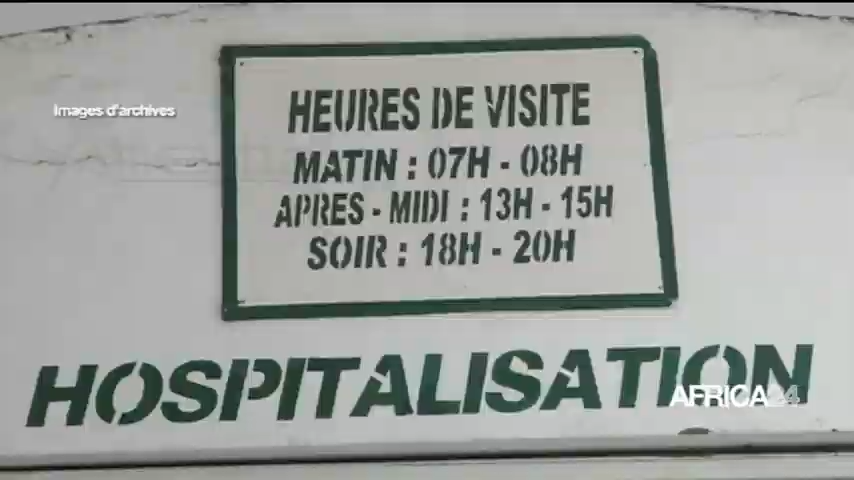 Images d'archives
HEURES DE VISITE
MATIN : 07H - 08H
APRES - MIDI : 13H - 15H
SOIR : 18H - 20H
HOSPITALISATION
AFRICA24